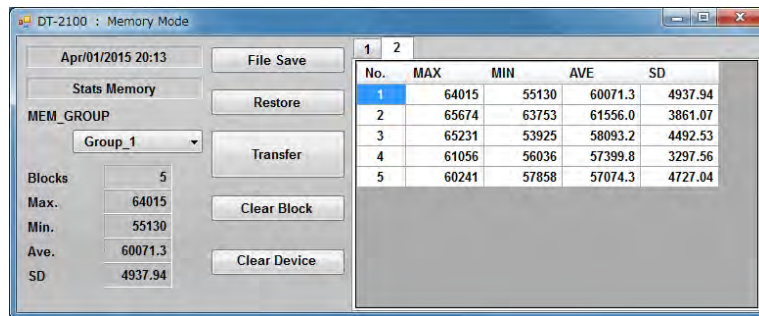 DT-2100 : Memory Mode
Apr/01/2015 20:13
Stats Memory
MEM_GROUP
Group_1
Blocks 5
Max. 64015
Min. 55130
Ave. 60071.3
SD 4937.94
File Save
Restore
Transfer
Clear Block
Clear Device
1 2
No. MAX MIN AVE SD
1 64015 55130 60071.3 4937.94
2 65674 63753 61556.0 3861.07
3 65231 53925 58093.2 4492.53
4 61056 56036 57399.8 3297.56
5 60241 57858 57074.3 4727.04